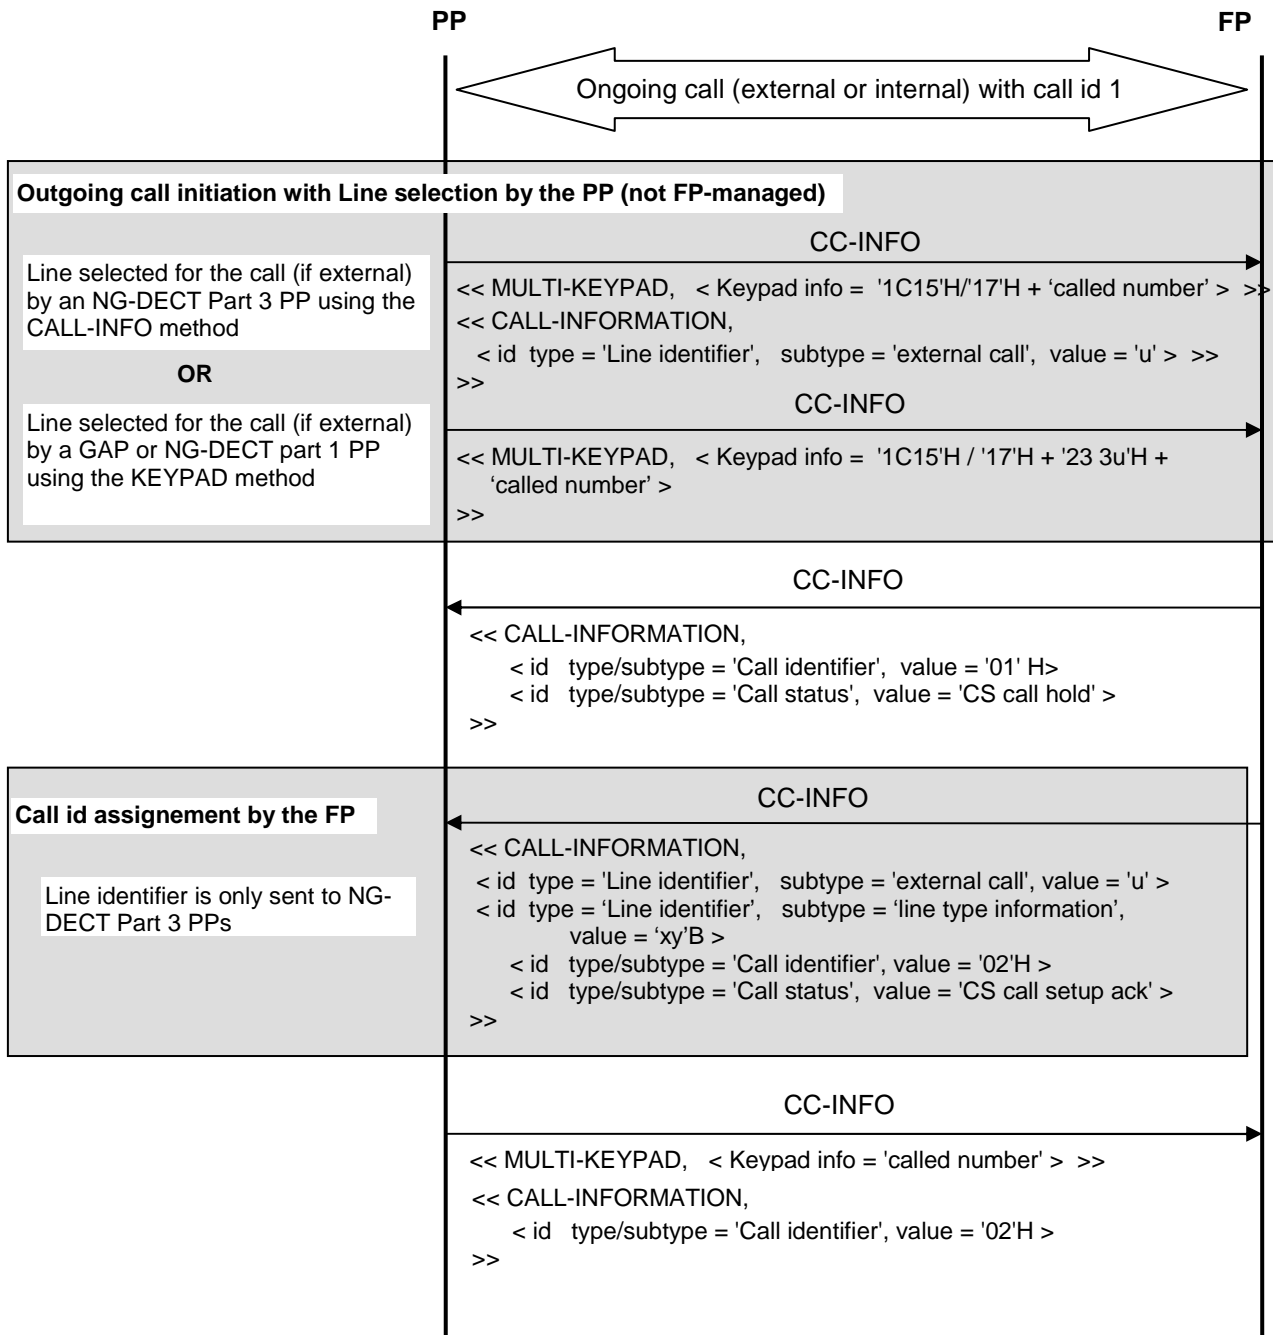 PP
FP
Ongoing call (external or internal) with call id 1
Outgoing call initiation with Line selection by the PP (not FP-managed)
CC-INFO
Line selected for the call (if external)
by an NG-DECT Part 3 PP using the
CALL-INFO method
<< MULTI-KEYPAD, < Keypad info = '1C15'H/'17'H + ‘called number’ > >>
<< CALL-INFORMATION,
< id type = 'Line identifier', subtype = 'external call', value = 'u' > >>
>>
OR
CC-INFO
Line selected for the call (if external)
by a GAP or NG-DECT part 1 PP
using the KEYPAD method
<< MULTI-KEYPAD, < Keypad info = '1C15'H / '17'H + '23 3u'H +
‘called number’ >
>>
CC-INFO
<< CALL-INFORMATION,
< id type/subtype = 'Call identifier', value = '01' H>
< id type/subtype = 'Call status', value = 'CS call hold' >
>>
Call id assignement by the FP
CC-INFO
Line identifier is only sent to NG-
DECT Part 3 PPs
<< CALL-INFORMATION,
< id type = 'Line identifier', subtype = 'external call', value = 'u' >
< id type = ‘Line identifier’, subtype = ‘line type information’,
value = ‘xy’B >
< id type/subtype = 'Call identifier', value = '02'H >
< id type/subtype = 'Call status', value = 'CS call setup ack' >
>>
CC-INFO
<< MULTI-KEYPAD, < Keypad info = 'called number' > >>
<< CALL-INFORMATION,
< id type/subtype = 'Call identifier', value = '02'H >
>>